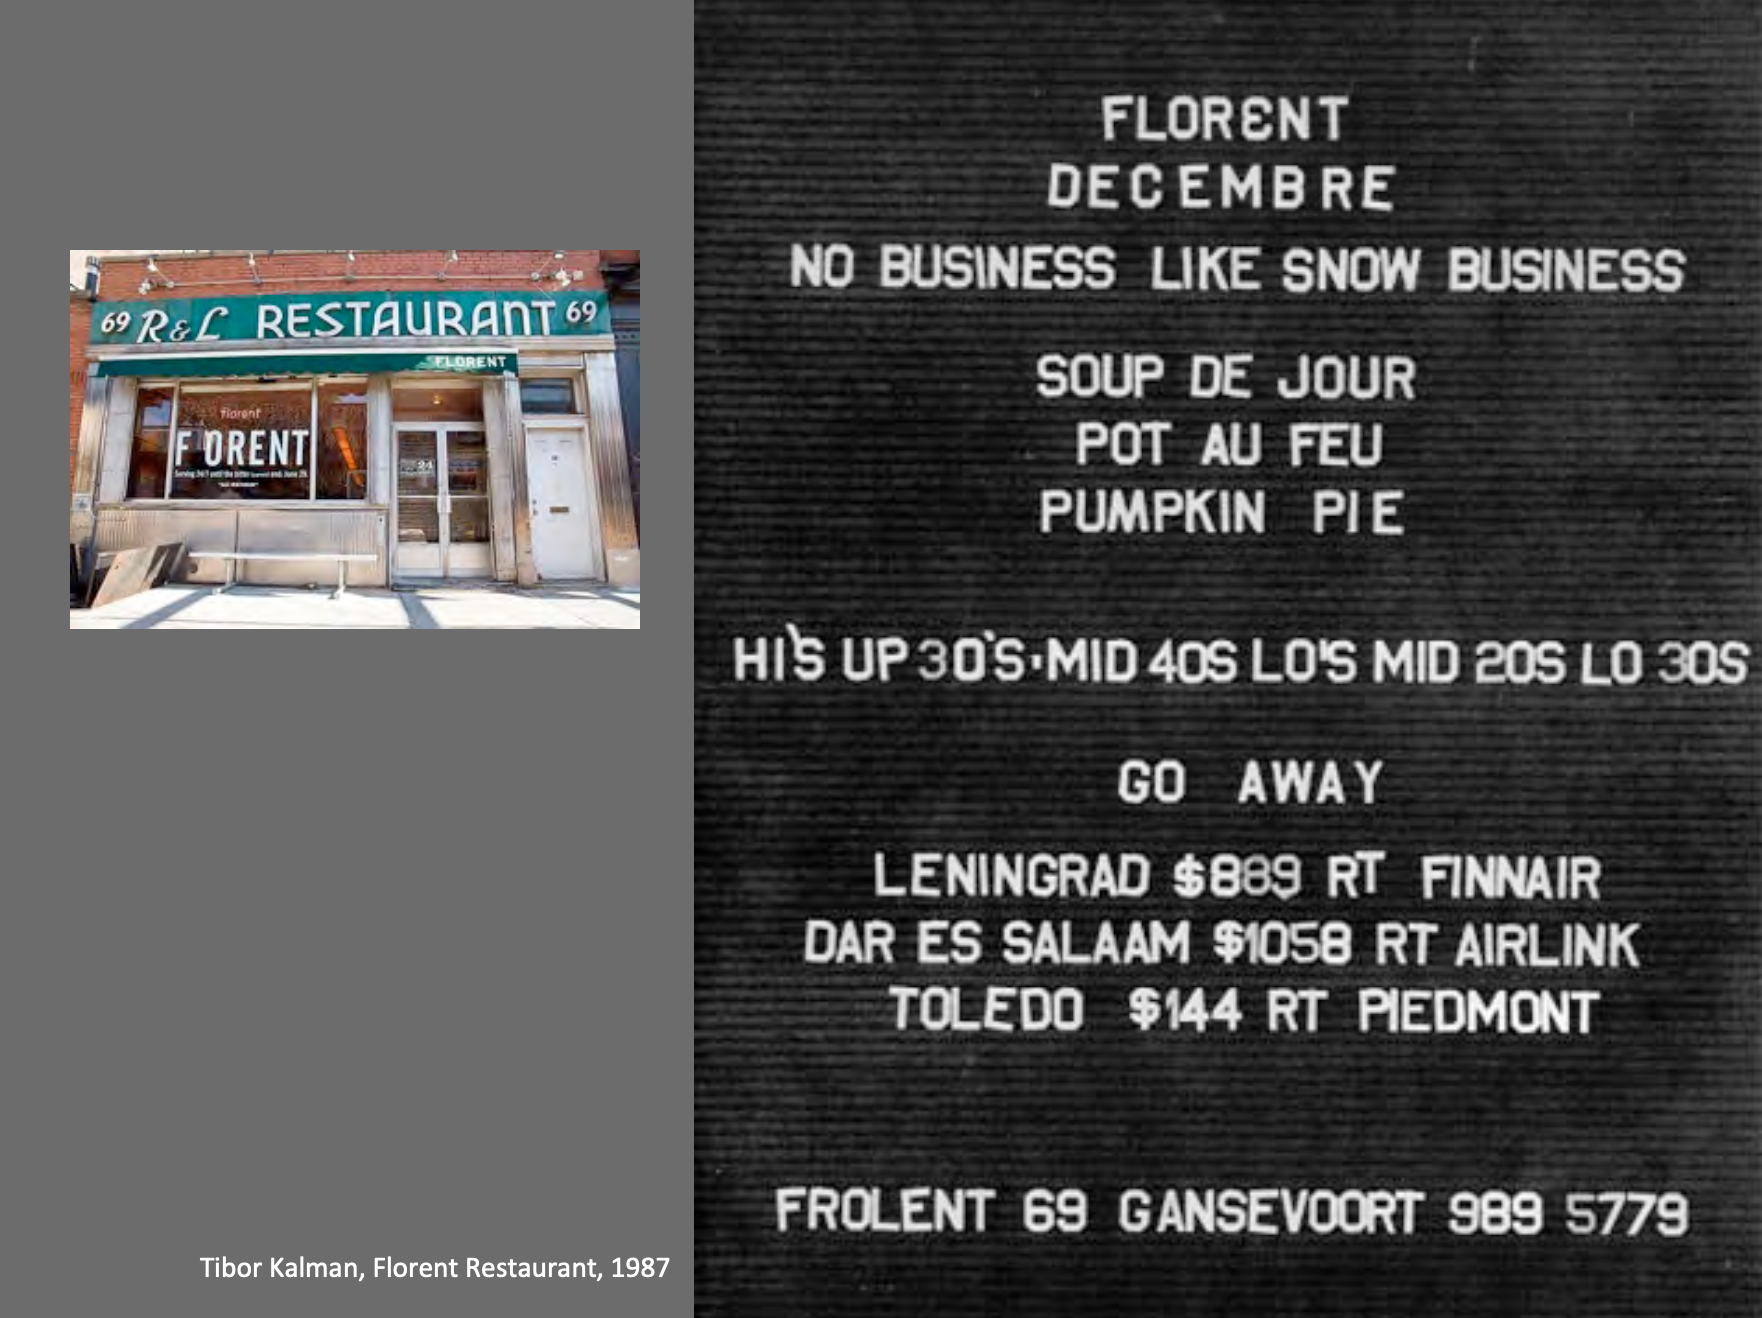 69 R&L RESTAURANT 69
FLORENT
florent
F ORENT
FLORENT
DECEMBRE
NO BUSINESS LIKE SNOW BUSINESS
SOUP DE JOUR
POT AU FEU
PUMPKIN PIE
HI'S UP 30'S·MID 40S LO'S MID 20S LO 30S
GO AWAY
LENINGRAD $889 RT FINNAIR
DAR ES SALAAM $1058 RT AIRLINK
TOLEDO $144 RT PIEDMONT
FROLENT 69 GANSEVOORT 989 5779
Tibor Kalman, Florent Restaurant, 1987